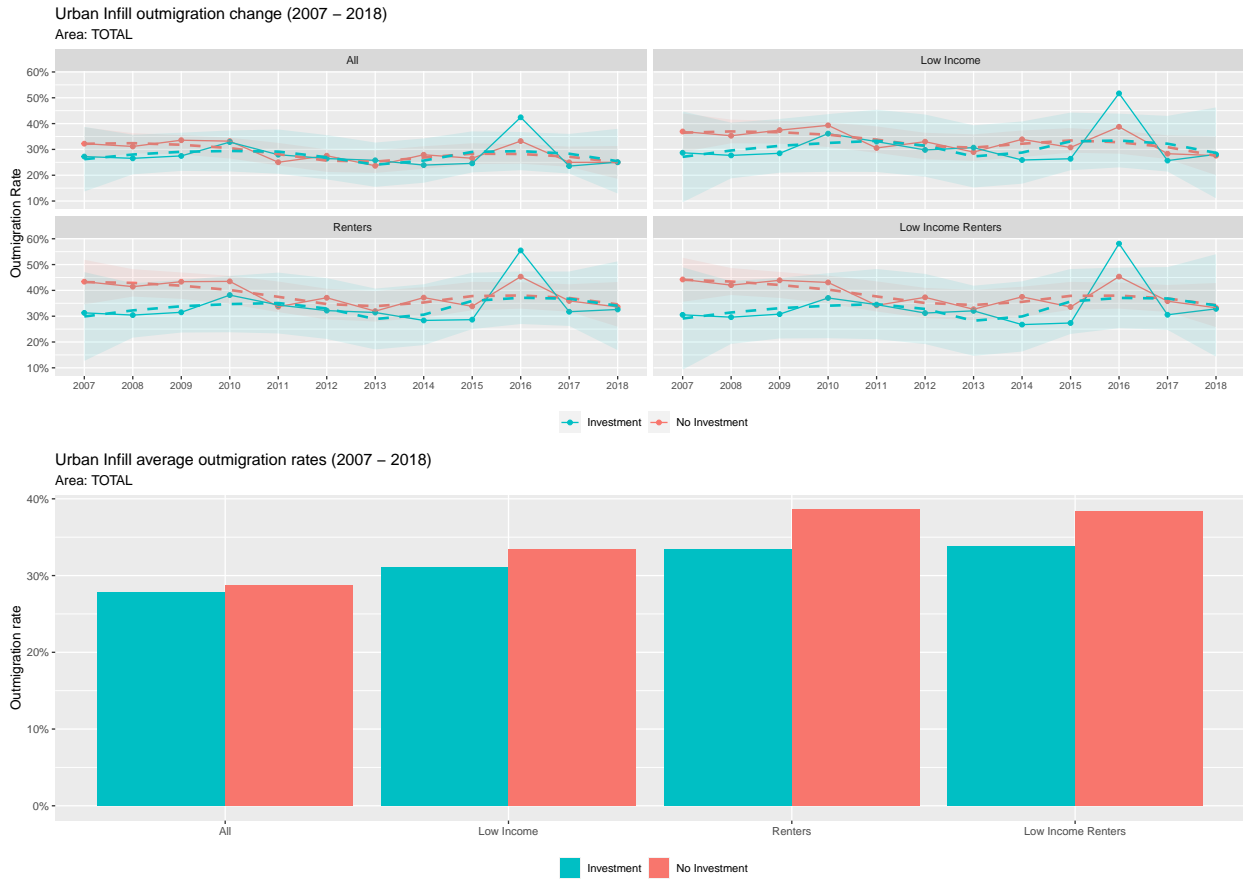 Urban Infill outmigration change (2007 – 2018)
Area: TOTAL
All
Low Income
60%
50%
40%
30%
20%
10%
Renters
Low Income Renters
60%
50%
40%
30%
20%
10%
Outmigration Rate
2007 2008 2009 2010 2011 2012 2013 2014 2015 2016 2017 2018
2007 2008 2009 2010 2011 2012 2013 2014 2015 2016 2017 2018
Investment No Investment
Urban Infill average outmigration rates (2007 – 2018)
Area: TOTAL
40%
30%
20%
10%
0%
Outmigration rate
All Low Income Renters Low Income Renters
Investment No Investment